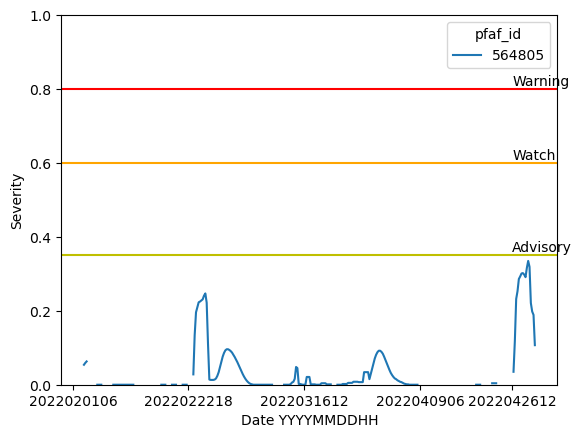 pfaf_id
564805
1.0
0.8
0.6
0.4
0.2
0.0
Warning
Watch
Advisory
Severity
2022020106
2022022218
2022031612
2022040906
2022042612
Date YYYYMMDDHH